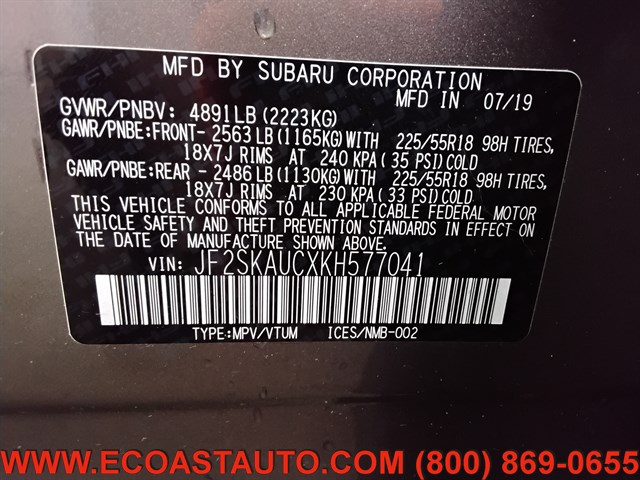 MFD BY SUBARU CORPORATION
MFD IN 07/19
GVWR/PNBV: 4891LB (2223KG)
GAWR/PNBE:FRONT- 2563LB (1165KG) WITH 225/55R18 98H TIRES,
18X7J RIMS AT 240 KPA ( 35 PSI) COLD
GAWR/PNBE:REAR - 2486LB (1130KG) WITH 225/55R18 98H TIRES,
18X7J RIMS AT 230 KPA ( 33 PSI) COLD
THIS VEHICLE CONFORMS TO ALL APPLICABLE FEDERAL MOTOR
VEHICLE SAFETY AND THEFT PREVENTION STANDARDS IN EFFECT
ON THE DATE OF MANUFACTURE SHOWN ABOVE.
VIN: JF2SKAUCXKH577041
TYPE:MPV/VTUM ICES/NMB-002
WWW.ECOASTAUTO.COM (800) 869-0655